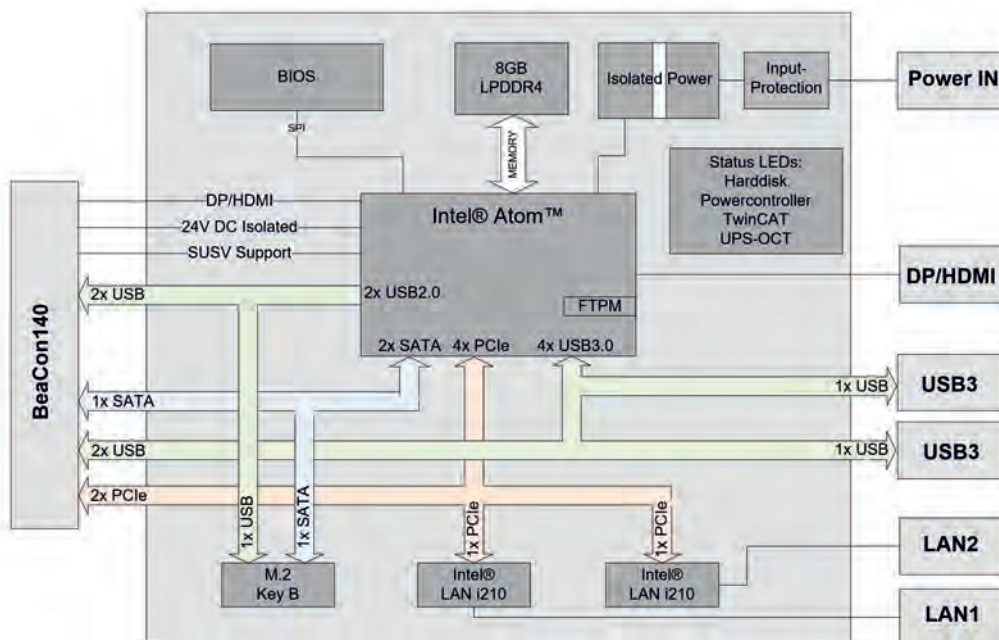 BIOS
8GB
LPDDR4
Isolated Power
Input-
Protection
Power IN
SPI
MEMORY
Status LEDs:
Harddisk
Powercontroller
TwinCAT
UPS-OCT
DP/HDMI
24V DC Isolated
SUSV Support
Intel® Atom™
DP/HDMI
BeaCon140
2x USB
2x USB2.0
FTPM
2x SATA
4x PCIe
4x USB3.0
1x USB
USB3
1x SATA
2x USB
1x USB
USB3
2x PCIe
1x USB
1x SATA
1x PCIe
1x PCIe
LAN2
M.2
Key B
Intel®
LAN i210
Intel®
LAN i210
LAN1